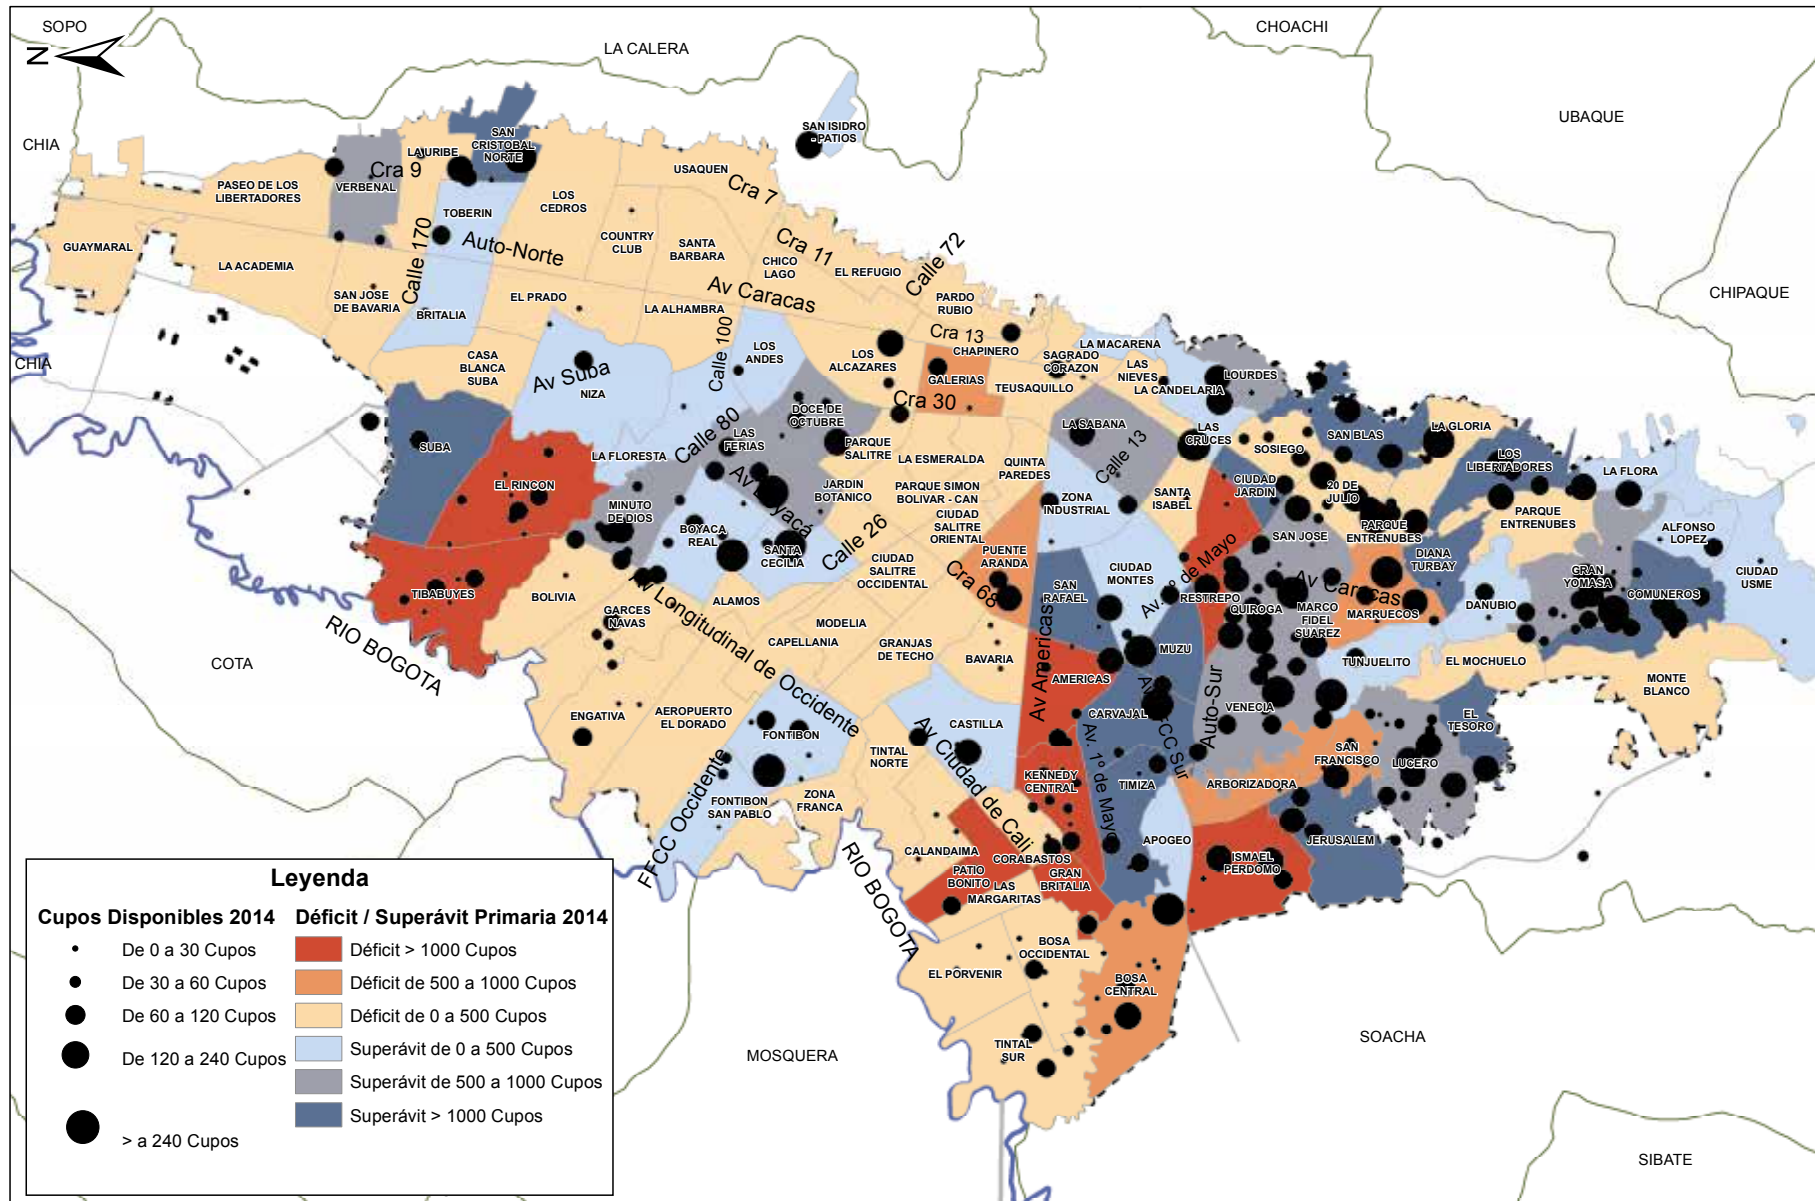 SOPO
N
CHIA
CHIA
LA CALERA
CHOACHI
UBAQUE
CHIPAQUE
COTA
MOSQUERA
SOACHA
SIBATE
RIO BOGOTA
RIO BOGOTA
SAN ISIDRO
- PATIOS
SAN
CRISTOBAL
NORTE
LA URIBE
Cra 9
VERBENAL
PASEO DE LOS
LIBERTADORES
GUAYMARAL
LA ACADEMIA
TOBERIN
Calle 170
Auto-Norte
LOS
CEDROS
USAQUEN
Cra 7
COUNTRY
CLUB
SANTA
BARBARA
Cra 11
CHICO
LAGO
EL REFUGIO
Calle 72
SAN JOSE
DE BAVARIA
BRITALIA
EL PRADO
LA ALHAMBRA
Av Caracas
PARDO
RUBIO
Cra 13
CHAPINERO
CASA
BLANCA
SUBA
Av Suba
NIZA
Calle 100
LOS
ANDES
LOS
ALCAZARES
GALERIAS
Cra 30
SAGRADO
CORAZON
TEUSAQUILLO
LA MACARENA
LAS
NIEVES
LA CANDELARIA
LOURDES
SUBA
EL RINCON
LA FLORESTA
Calle 80
LAS
FERIAS
DOCE DE
OCTUBRE
PARQUE
SALITRE
LA ESMERALDA
PARQUE SIMON
BOLIVAR - CAN
QUINTA
PAREDES
LA SABANA
Calle 13
LAS
CRUCES
SOSIEGO
SAN BLAS
LA GLORIA
LOS
LIBERTADORES
LA FLORA
MINUTO
DE DIOS
Av Boyacá
JARDIN
BOTANICO
CIUDAD
SALITRE
ORIENTAL
ZONA
INDUSTRIAL
SANTA
ISABEL
CIUDAD
JARDIN
20 DE
JULIO
PARQUE
ENTRENUBES
PARQUE
ENTRENUBES
ALFONSO
LOPEZ
BOYACA
REAL
SANTA
CECILIA
Calle 26
CIUDAD
SALITRE
OCCIDENTAL
PUENTE
ARANDA
Cra 68
SAN
RAFAEL
CIUDAD
MONTES
Av. 1º de Mayo
SAN JOSE
DIANA
TURBAY
CIUDAD
USME
TIBABUYES
BOLIVIA
GARCES
NAVAS
Av Longitudinal de Occidente
ALAMOS
MODELIA
CAPELLANIA
GRANJAS
DE TECHO
BAVARIA
RESTREPO
QUIROGA
MARCO
FIDEL
SUAREZ
Av Caracas
MARRUECOS
DANUBIO
GRAN
YOMASA
COMUNEROS
Av Americas
AMERICAS
MUZU
TUNJUELITO
EL MOCHUELO
MONTE
BLANCO
ENGATIVA
AEROPUERTO
EL DORADO
FONTIBON
TINTAL
NORTE
CASTILLA
Av Ciudad de Cali
CARVAJAL
Auto-Sur
VENECIA
EL
TESORO
FFCC Occidente
FONTIBON
SAN PABLO
ZONA
FRANCA
KENNEDY
CENTRAL
Av. 1º de Mayo
TIMIZA
ARBORIZADORA
SAN
FRANCISCO
LUCERO
CALANDAIMA
CORABASTOS
PATIO
BONITO
LAS
MARGARITAS
GRAN
BRITALIA
APOGEO
ISMAEL
PERDOMO
JERUSALEM
EL PORVENIR
BOSA
OCCIDENTAL
BOSA
CENTRAL
TINTAL
SUR
Leyenda
Cupos Disponibles 2014
De 0 a 30 Cupos
De 30 a 60 Cupos
De 60 a 120 Cupos
De 120 a 240 Cupos
> a 240 Cupos
Déficit / Superávit Primaria 2014
Déficit > 1000 Cupos
Déficit de 500 a 1000 Cupos
Déficit de 0 a 500 Cupos
Superávit de 0 a 500 Cupos
Superávit de 500 a 1000 Cupos
Superávit > 1000 Cupos